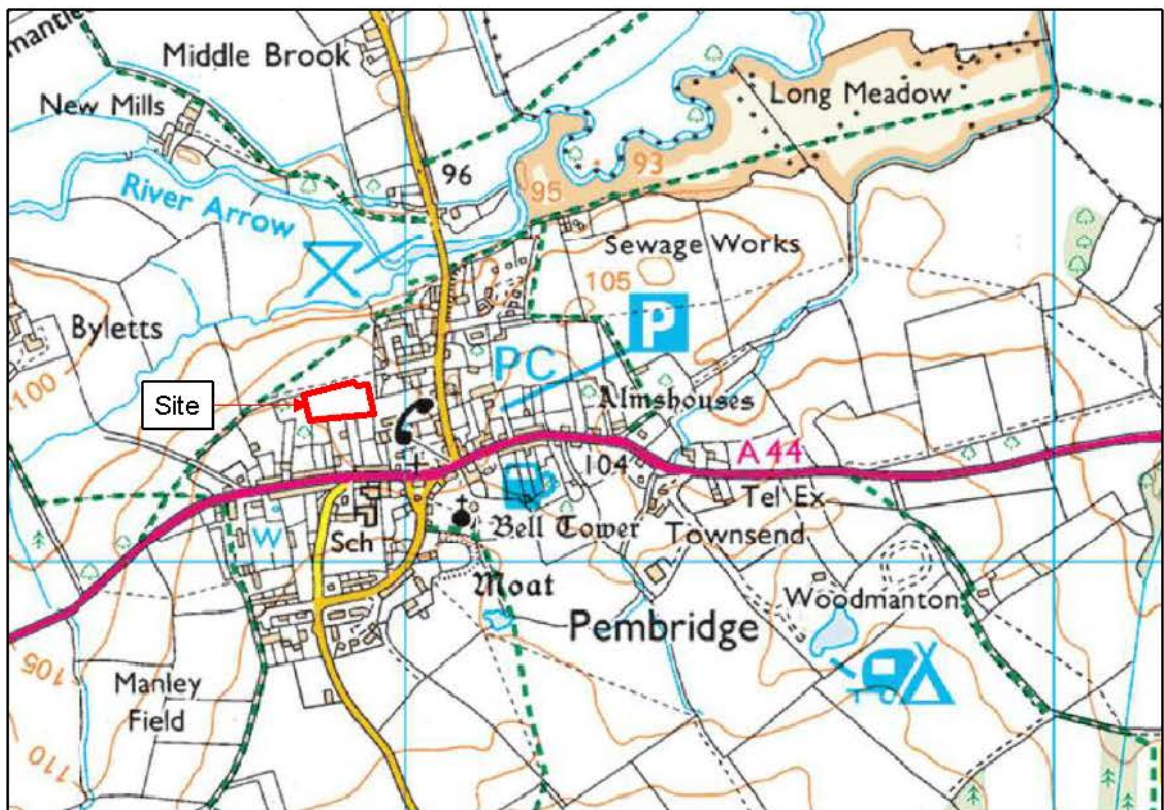 Middle Brook
New Mills
Long Meadow
96
93
95
River Arrow
Sewage Works
105
P
Byletts
PC
100
Site
Almshouses
A 44
104
Tel Ex
Bell Tower
Townsend
W
Sch
Moat
Woodmanton
Pembridge
105
Manley
Field
110